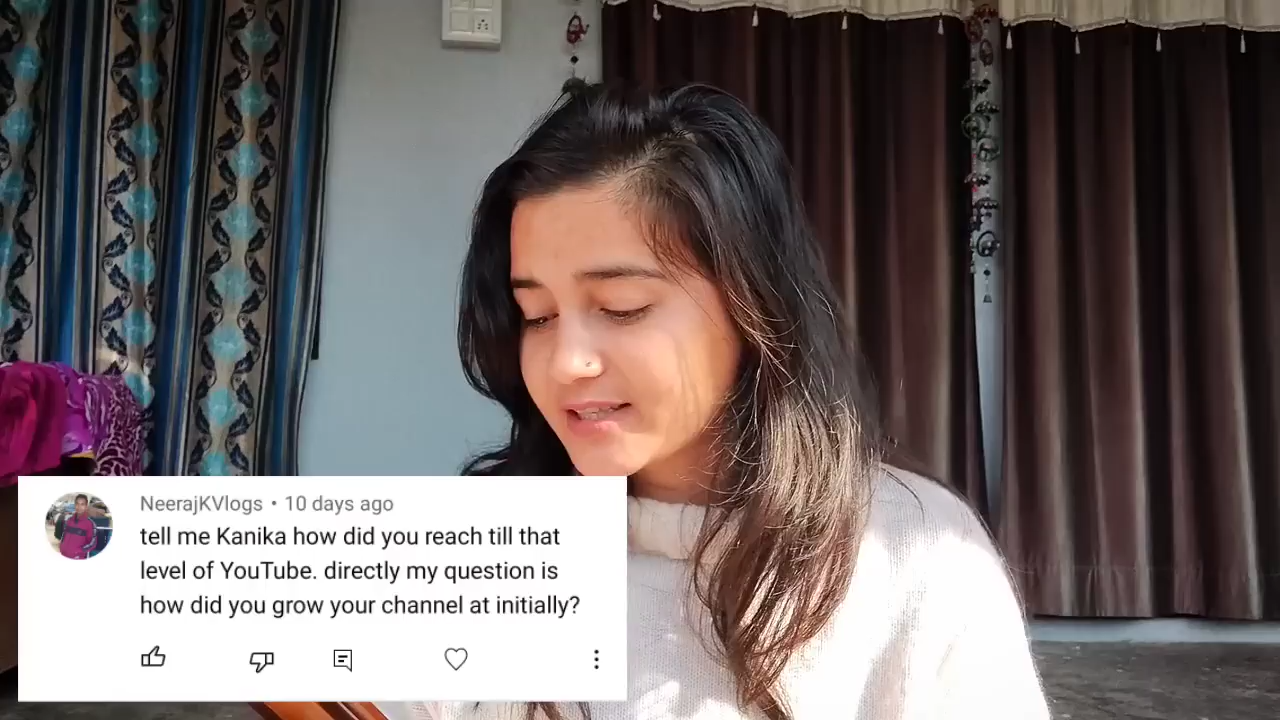 NeerajKVlogs • 10 days ago
tell me Kanika how did you reach till that
level of YouTube. directly my question is
how did you grow your channel at initially?